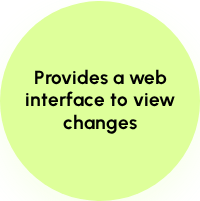 Provides a web
interface to view
changes